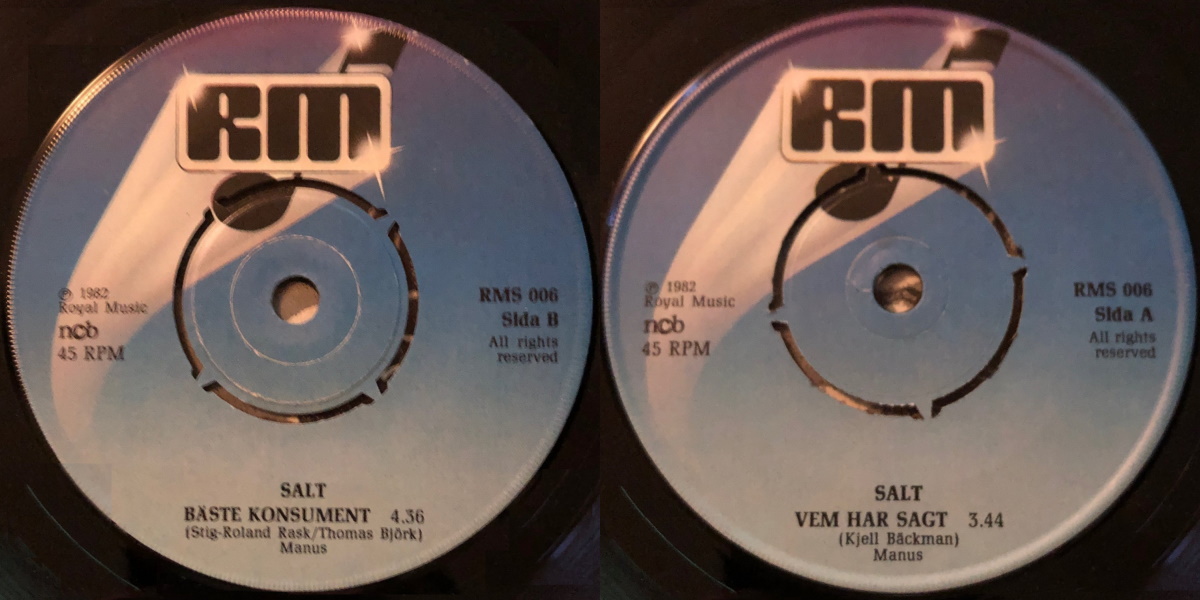 RM
℗ 1982
Royal Music
ncb
45 RPM
RMS 006
Sida B
All rights
reserved
SALT
BÄSTE KONSUMENT 4.36
(Stig-Roland Rask/Thomas Björk)
Manus
RM
℗ 1982
Royal Music
ncb
45 RPM
RMS 006
Sida A
All rights
reserved
SALT
VEM HAR SAGT 3.44
(Kjell Bäckman)
Manus